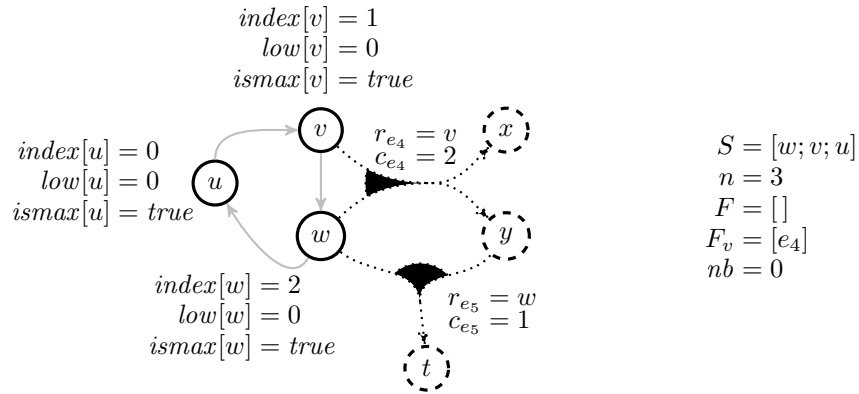 index[v] = 1
low[v] = 0
ismax[v] = true
v
r_{e_4} = v
c_{e_4} = 2
x
index[u] = 0
low[u] = 0
ismax[u] = true
u
S = [w; v; u]
n = 3
F = [ ]
F_v = [e_4]
nb = 0
w
y
index[w] = 2
low[w] = 0
ismax[w] = true
r_{e_5} = w
c_{e_5} = 1
t